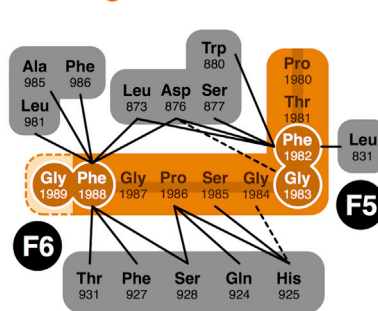 Trp
880
Pro
1980
Ala
985
Phe
986
Leu
981
Leu
873
Asp
876
Ser
877
Thr
1981
Phe
1982
Leu
831
Gly
1989
Phe
1988
Gly
1987
Pro
1986
Ser
1985
Gly
1984
Gly
1983
F5
F6
Thr
931
Phe
927
Ser
928
Gln
924
His
925